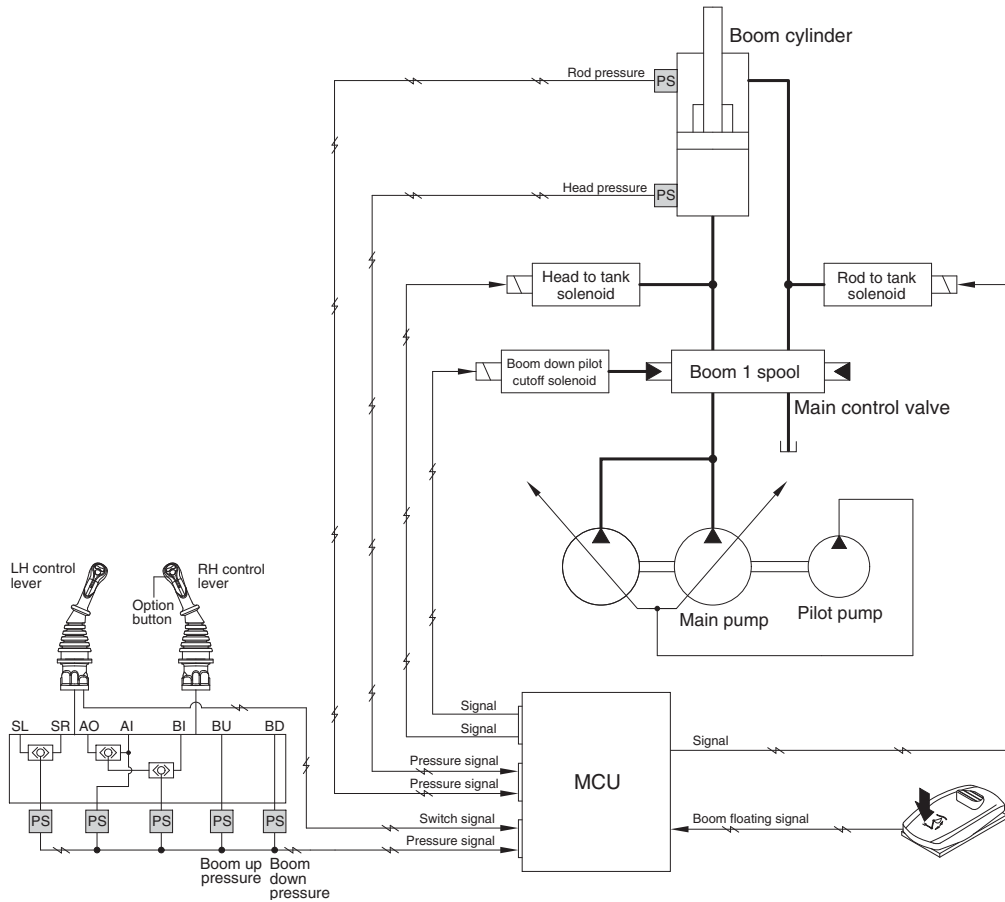 Boom cylinder
Rod pressure
PS
Head pressure
PS
Head to tank
solenoid
Rod to tank
solenoid
Boom down pilot
cutoff solenoid
Boom 1 spool
Main control valve
LH control
lever
RH control
lever
Option
button
Main pump
Pilot pump
SL SR AO AI BI BU BD
PS PS PS PS PS
Boom up
pressure
Boom
down
pressure
Signal
Signal
Pressure signal
Pressure signal
Switch signal
Pressure signal
MCU
Signal
Boom floating signal